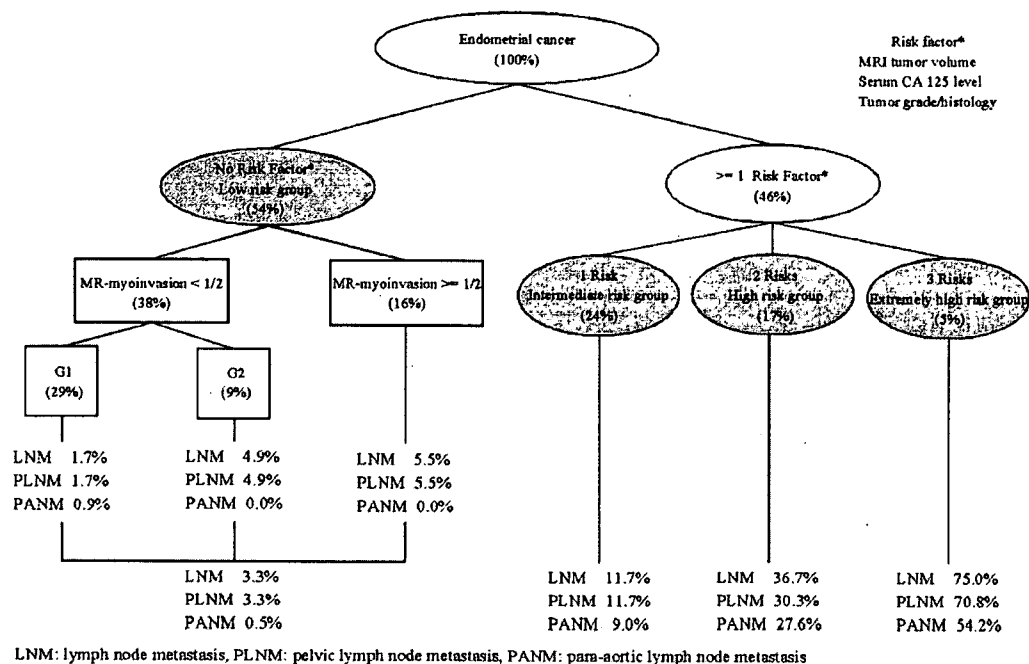 Endometrial cancer
(100%)
Risk factor*
MRI tumor volume
Serum CA 125 level
Tumor grade/histology
No Risk Factor*
Low risk group
(54%)
>= 1 Risk Factor*
(46%)
MR-myoinvasion < 1/2
(38%)
MR-myoinvasion >= 1/2
(16%)
1 Risk
Intermediate risk group
(24%)
2 Risks
High risk group
(17%)
3 Risks
Extremely high risk group
(5%)
G1
(29%)
G2
(9%)
LNM 1.7%
PLNM 1.7%
PANM 0.9%
LNM 4.9%
PLNM 4.9%
PANM 0.0%
LNM 5.5%
PLNM 5.5%
PANM 0.0%
LNM 3.3%
PLNM 3.3%
PANM 0.5%
LNM 11.7%
PLNM 11.7%
PANM 9.0%
LNM 36.7%
PLNM 30.3%
PANM 27.6%
LNM 75.0%
PLNM 70.8%
PANM 54.2%
LNM: lymph node metastasis, PLNM: pelvic lymph node metastasis, PANM: para-aortic lymph node metastasis